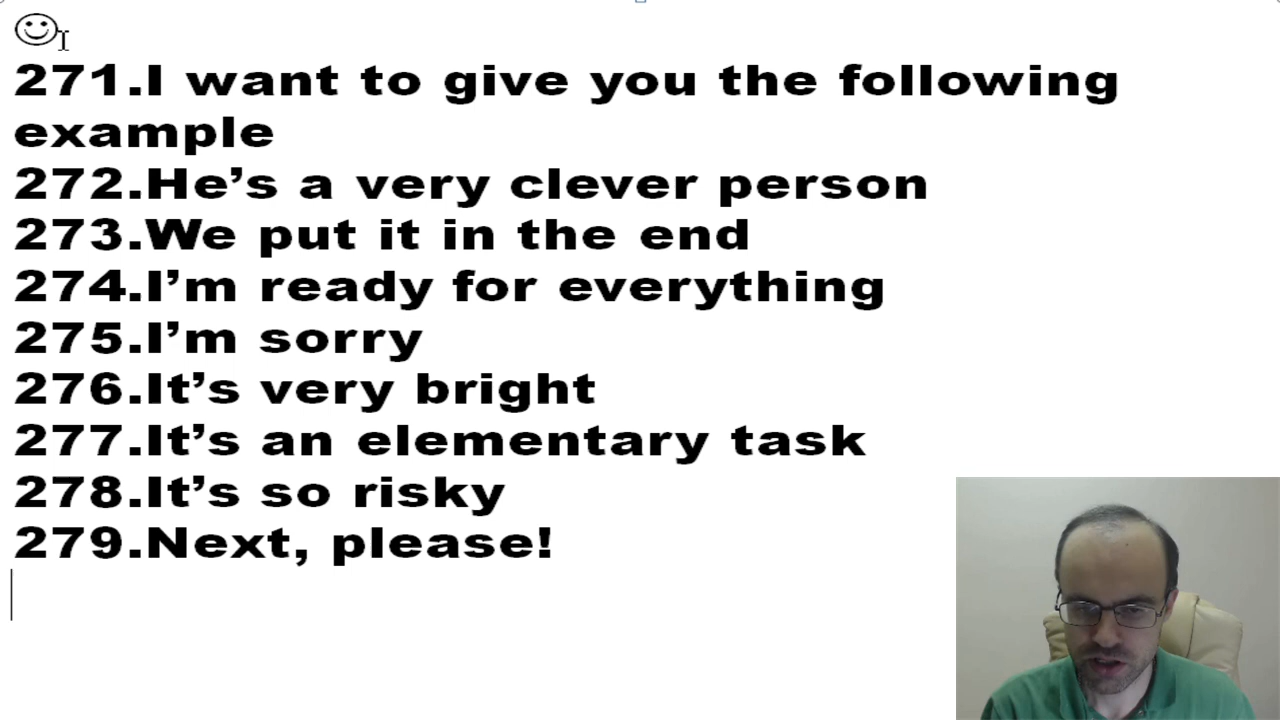 271.I want to give you the following
example
272.He’s a very clever person
273.We put it in the end
274.I’m ready for everything
275.I’m sorry
276.It’s very bright
277.It’s an elementary task
278.It’s so risky
279.Next, please!